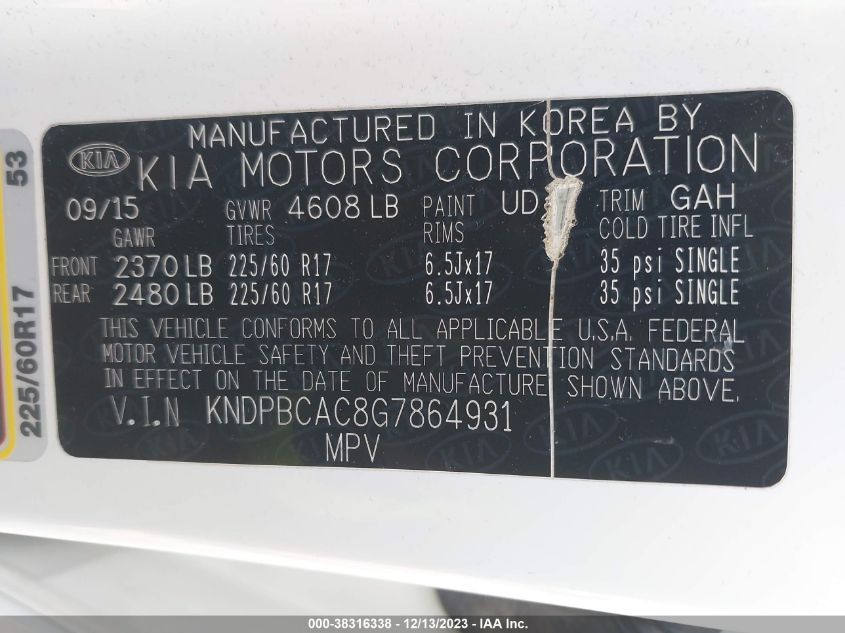 MANUFACTURED IN KOREA BY
KIA KIA MOTORS CORPORATION
09/15 GVWR 4608 LB PAINT UD TRIM GAH
GAWR TIRES RIMS COLD TIRE INFL
FRONT 2370 LB 225/60 R17 6.5Jx17 35 psi SINGLE
REAR 2480 LB 225/60 R17 6.5Jx17 35 psi SINGLE
THIS VEHICLE CONFORMS TO ALL APPLICABLE U.S.A. FEDERAL
MOTOR VEHICLE SAFETY AND THEFT PREVENTION STANDARDS
IN EFFECT ON THE DATE OF MANUFACTURE SHOWN ABOVE.
V.I.N KNDPBCAC8G7864931
MPV
53
225/60R17
000-38316338 - 12/13/2023 - IAA Inc.